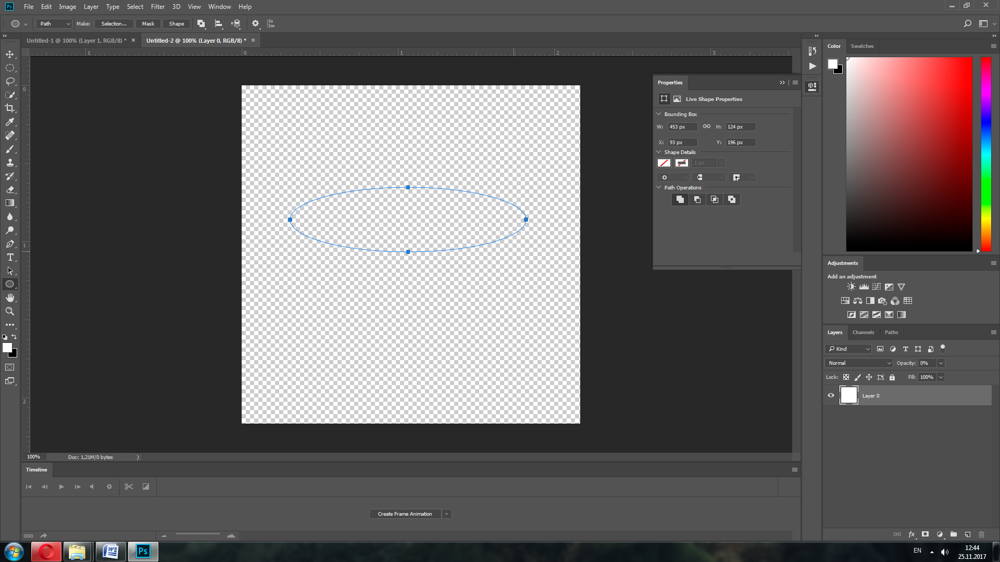 Ps File Edit Image Layer Type Select Filter 3D View Window Help
Path Make: Selection... Mask Shape
Untitled-1 @ 100% (Layer 1, RGB/8) * × Untitled-2 @ 100% (Layer 0, RGB/8) * ×
1 0 1 2 3
0
1
2
Properties
Live Shape Properties
Bounding Box
W: 453 px H: 124 px
X: 93 px Y: 196 px
Shape Details
1 px
Path Operations
Color Swatches
Adjustments
Add an adjustment
Layers Channels Paths
Kind
Normal Opacity: 0%
Lock: Fill: 100%
Layer 0
fx
100% Doc: 1,21M/0 bytes
Timeline
Create Frame Animation
Ps
EN
12:44
25.11.2017